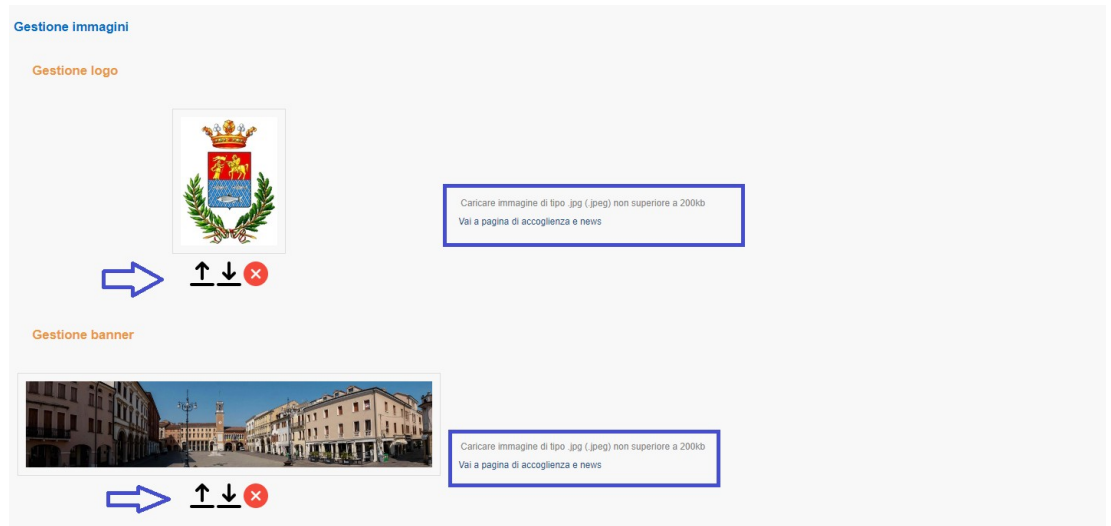 Gestione immagini
Gestione logo
Caricare immagine di tipo .jpg (.jpeg) non superiore a 200kb
Vai a pagina di accoglienza e news
Gestione banner
Caricare immagine di tipo .jpg (.jpeg) non superiore a 200kb
Vai a pagina di accoglienza e news